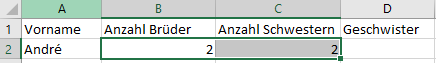 A B C D
1 Vorname Anzahl Brüder Anzahl Schwestern Geschwister
2 André 2 2